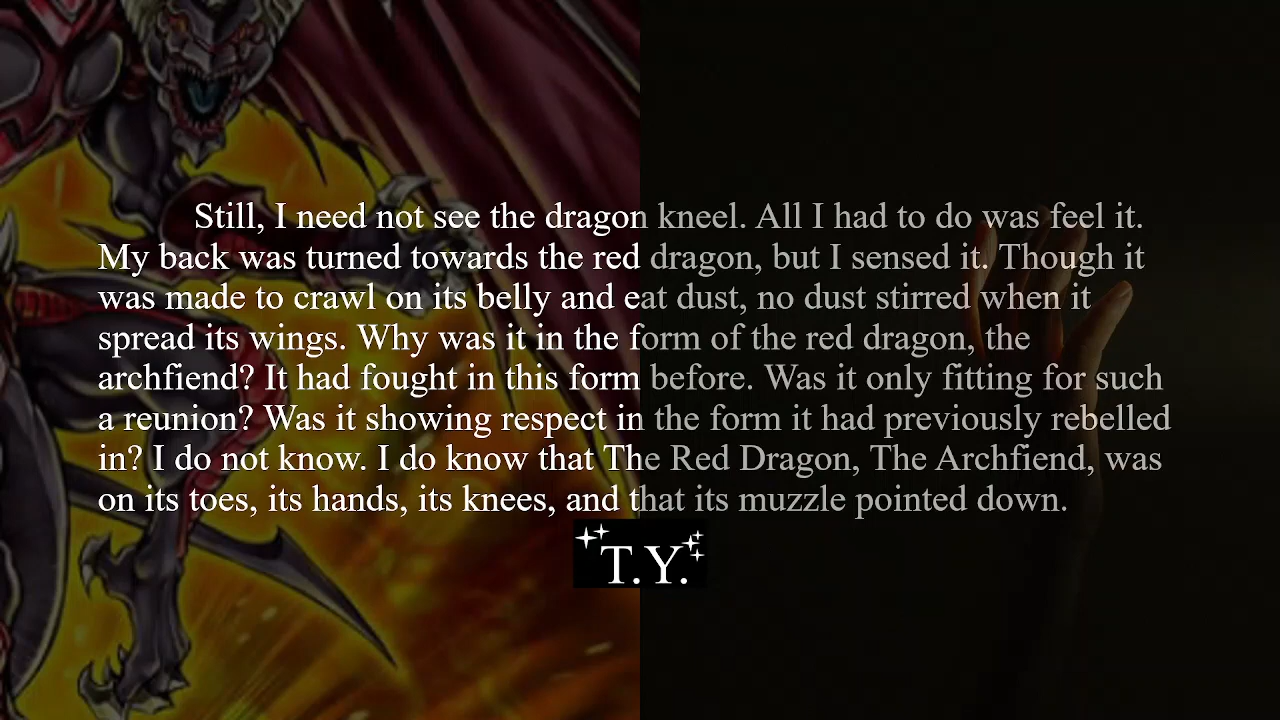 Still, I need not see the dragon kneel. All I had to do was feel it.
My back was turned towards the red dragon, but I sensed it. Though it
was made to crawl on its belly and eat dust, no dust stirred when it
spread its wings. Why was it in the form of the red dragon, the
archfiend? It had fought in this form before. Was it only fitting for such
a reunion? Was it showing respect in the form it had previously rebelled
in? I do not know. I do know that The Red Dragon, The Archfiend, was
on its toes, its hands, its knees, and that its muzzle pointed down.
T.Y.